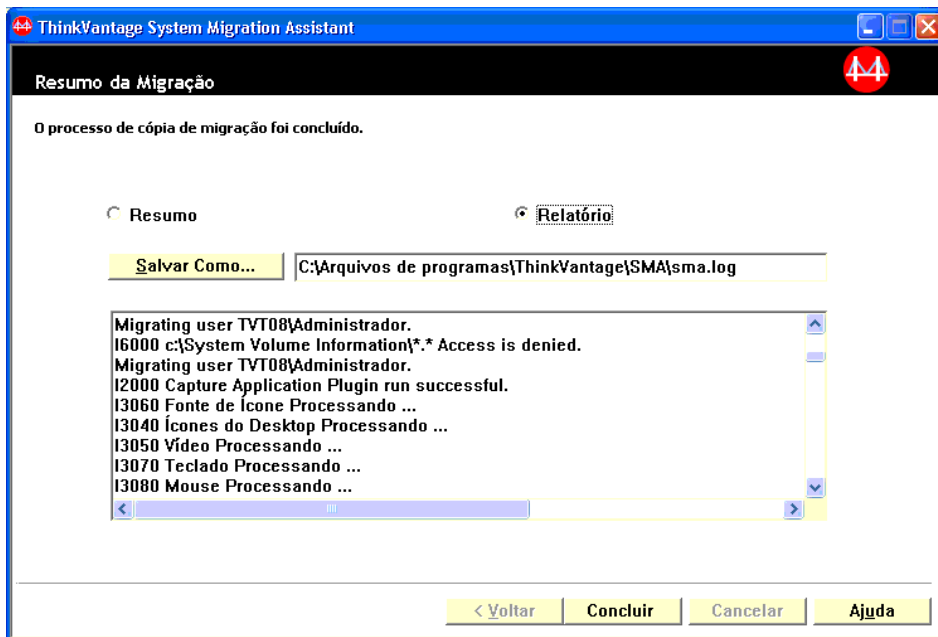 ThinkVantage System Migration Assistant
Resumo da Migração
O processo de cópia de migração foi concluído.
Resumo
Relatório
Salvar Como...
C:\Arquivos de programas\ThinkVantage\SMA\sma.log
Migrating user TVT08\Administrador.
I6000 c:\System Volume Information\*.* Access is denied.
Migrating user TVT08\Administrador.
I2000 Capture Application Plugin run successful.
I3060 Fonte de Ícone Processando ...
I3040 Ícones do Desktop Processando ...
I3050 Vídeo Processando ...
I3070 Teclado Processando ...
I3080 Mouse Processando ...
< Voltar
Concluir
Cancelar
Ajuda